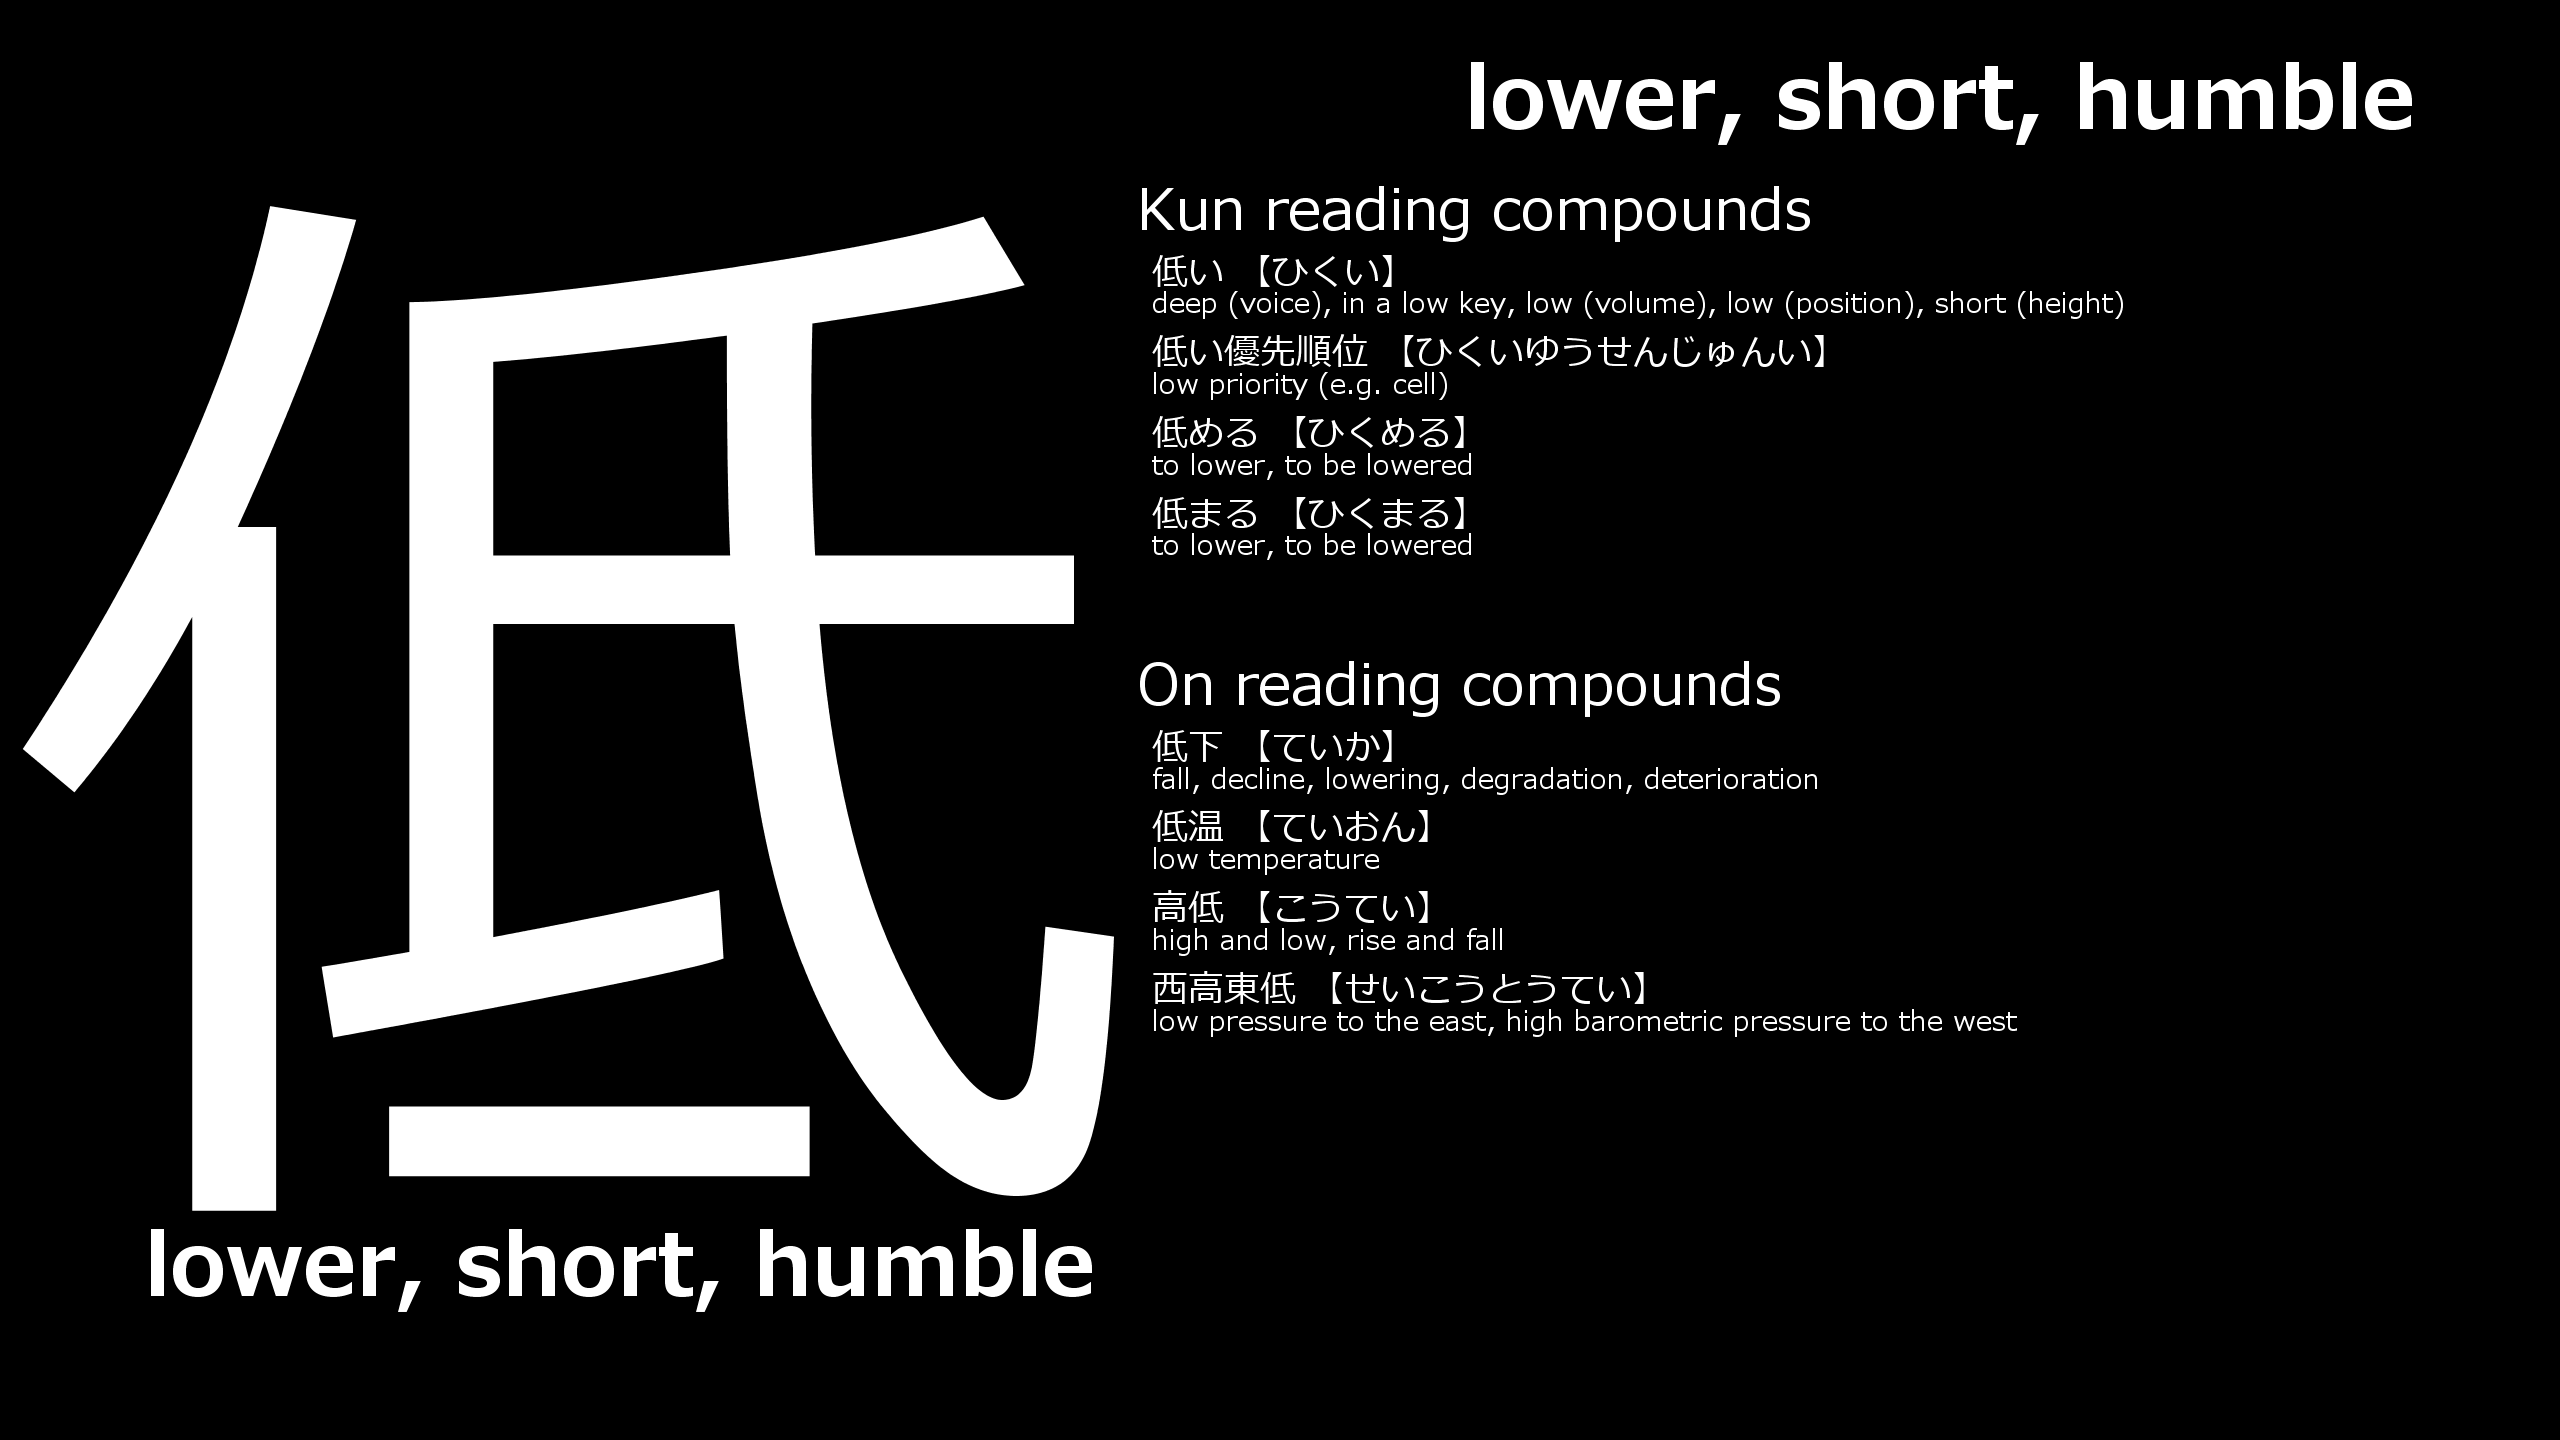 lower, short, humble
低
lower, short, humble
Kun reading compounds
低い 【ひくい】
deep (voice), in a low key, low (volume), low (position), short (height)
低い優先順位 【ひくいゆうせんじゅんい】
low priority (e.g. cell)
低める 【ひくめる】
to lower, to be lowered
低まる 【ひくまる】
to lower, to be lowered
On reading compounds
低下 【ていか】
fall, decline, lowering, degradation, deterioration
低温 【ていおん】
low temperature
高低 【こうてい】
high and low, rise and fall
西高東低 【せいこうとうてい】
low pressure to the east, high barometric pressure to the west